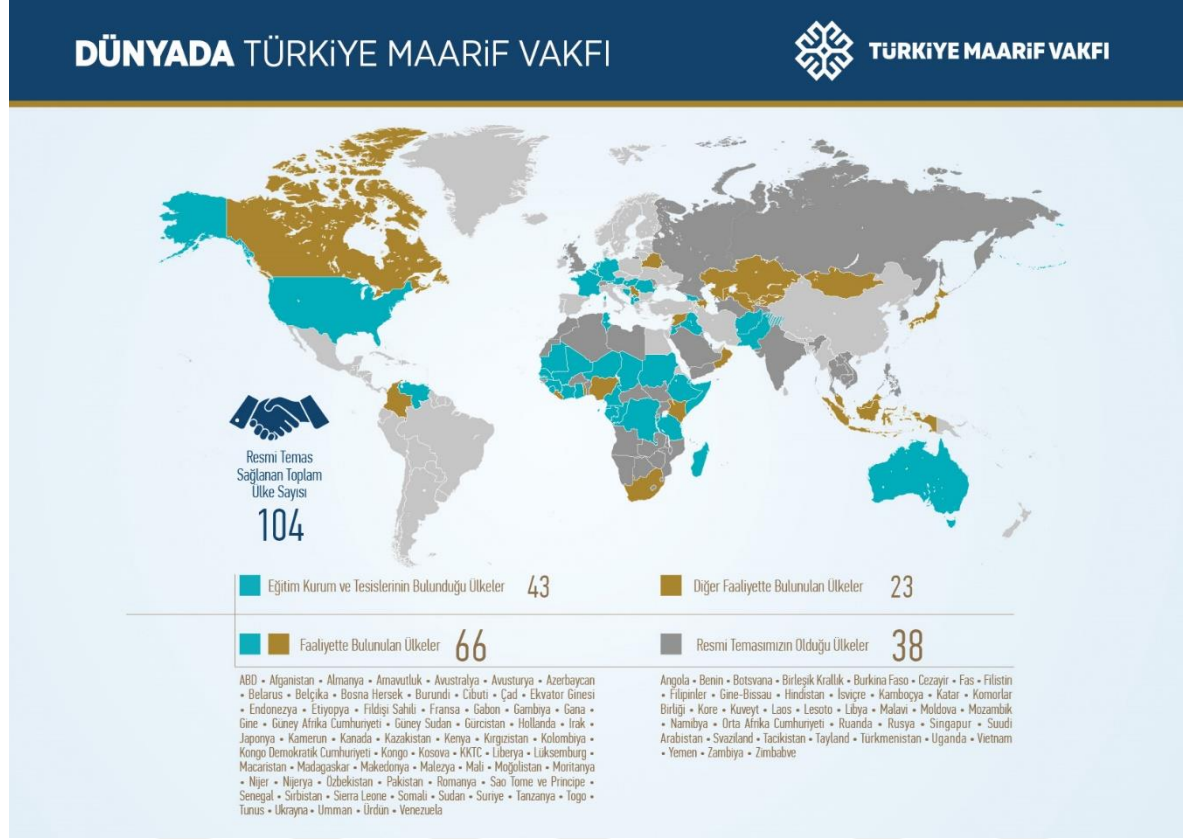 DÜNYADA TÜRKİYE MAARİF VAKFI
TÜRKİYE MAARİF VAKFI
Resmi Temas
Sağlanan Toplam
Ülke Sayısı
104
Eğitim Kurum ve Tesislerinin Bulunduğu Ülkeler 43
Diğer Faaliyette Bulunulan Ülkeler 23
Faaliyette Bulunulan Ülkeler 66
Resmi Temasımızın Olduğu Ülkeler 38
ABD • Afganistan • Almanya • Arnavutluk • Avustralya • Avusturya • Azerbaycan
• Belarus • Belçika • Bosna Hersek • Burundi • Cibuti • Çad • Ekvator Ginesi
• Endonezya • Etiyopya • Fildişi Sahili • Fransa • Gabon • Gambiya • Gana •
Gine • Güney Afrika Cumhuriyeti • Güney Sudan • Gürcistan • Hollanda • Irak •
Japonya • Kamerun • Kanada • Kazakistan • Kenya • Kırgızistan • Kolombiya •
Kongo Demokratik Cumhuriyeti • Kongo • Kosova • KKTC • Liberya • Lüksemburg •
Macaristan • Madagaskar • Makedonya • Malezya • Mali • Moğolistan • Moritanya
• Nijer • Nijerya • Özbekistan • Pakistan • Romanya • Sao Tome ve Principe •
Senegal • Sırbistan • Sierra Leone • Somali • Sudan • Suriye • Tanzanya • Togo •
Tunus • Ukrayna • Umman • Ürdün • Venezuela
Angola • Benin • Botsvana • Birleşik Krallık • Burkina Faso • Cezayir • Fas • Filistin
• Filipinler • Gine-Bissau • Hindistan • İsviçre • Kamboçya • Katar • Komorlar
Birliği • Kore • Kuveyt • Laos • Lesoto • Libya • Malavi • Moldova • Mozambik
• Namibya • Orta Afrika Cumhuriyeti • Ruanda • Rusya • Singapur • Suudi
Arabistan • Svaziland • Tacikistan • Tayland • Türkmenistan • Uganda • Vietnam
• Yemen • Zambiya • Zimbabve